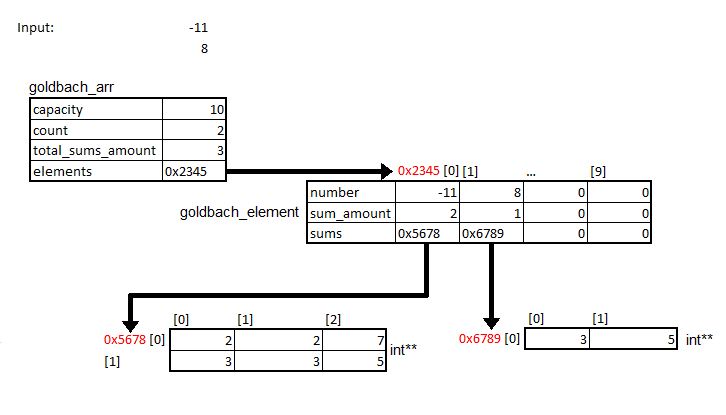 Input: -11
8
goldbach_arr
capacity 10
count 2
total_sums_amount 3
elements 0x2345
0x2345 [0] [1] ... [9]
goldbach_element
number -11 8 0 0
sum_amount 2 1 0 0
sums 0x5678 0x6789 0 0
[0] [1] [2]
0x5678 [0] 2 2 7
[1] 3 3 5
int**
[0] [1]
0x6789 [0] 3 5 int**